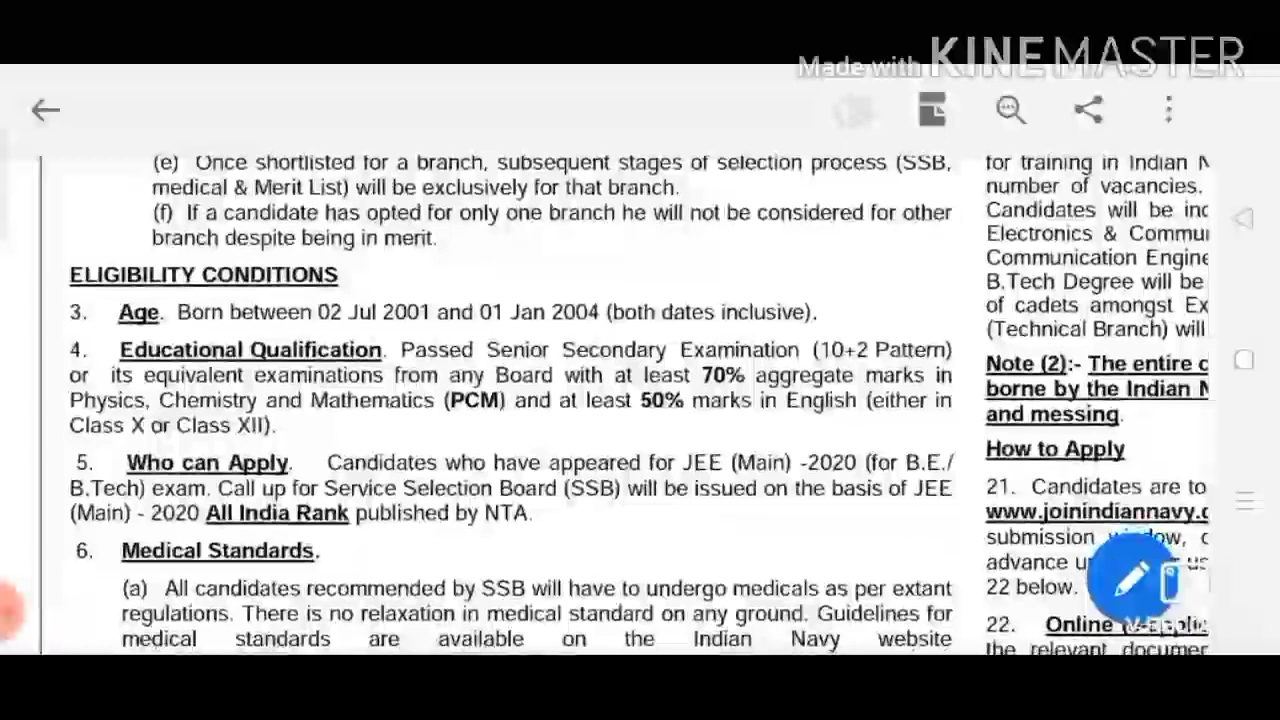 Made with KINEMASTER
(e) Once shortlisted for a branch, subsequent stages of selection process (SSB,
medical & Merit List) will be exclusively for that branch.
(f) If a candidate has opted for only one branch he will not be considered for other
branch despite being in merit.
ELIGIBILITY CONDITIONS
3. Age. Born between 02 Jul 2001 and 01 Jan 2004 (both dates inclusive).
4. Educational Qualification. Passed Senior Secondary Examination (10+2 Pattern)
or its equivalent examinations from any Board with at least 70% aggregate marks in
Physics, Chemistry and Mathematics (PCM) and at least 50% marks in English (either in
Class X or Class XII).
5. Who can Apply. Candidates who have appeared for JEE (Main) -2020 (for B.E./
B.Tech) exam. Call up for Service Selection Board (SSB) will be issued on the basis of JEE
(Main) - 2020 All India Rank published by NTA.
6. Medical Standards.
(a) All candidates recommended by SSB will have to undergo medicals as per extant
regulations. There is no relaxation in medical standard on any ground. Guidelines for
medical standards are available on the Indian Navy website
for training in Indian N
number of vacancies.
Candidates will be inc
Electronics & Commu
Communication Engine
B.Tech Degree will be
of cadets amongst Ex
(Technical Branch) will
Note (2):- The entire c
borne by the Indian N
and messing.
How to Apply
21. Candidates are to
www.joinindiannavy.g
submission window, c
advance u
22 below.
22. Online
the relevant documen